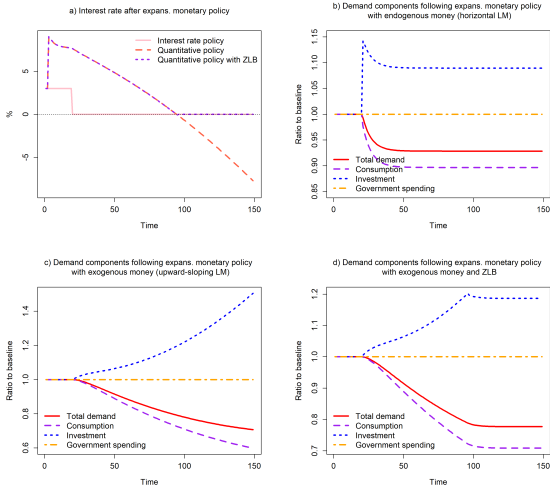 a) Interest rate after expans. monetary policy
Interest rate policy
Quantitative policy
Quantitative policy with ZLB
%
5
0
-5
0
50
100
150
Time
b) Demand components following expans. monetary policy
with endogenous money (horizontal LM)
Ratio to baseline
1.15
1.10
1.05
1.00
0.95
0.90
0.85
Total demand
Consumption
Investment
Government spending
0
50
100
150
Time
c) Demand components following expans. monetary policy
with exogenous money (upward-sloping LM)
Ratio to baseline
1.4
1.2
1.0
0.8
0.6
Total demand
Consumption
Investment
Government spending
0
50
100
150
Time
d) Demand components following expans. monetary policy
with exogenous money and ZLB
Ratio to baseline
1.2
1.1
1.0
0.9
0.8
0.7
Total demand
Consumption
Investment
Government spending
0
50
100
150
Time